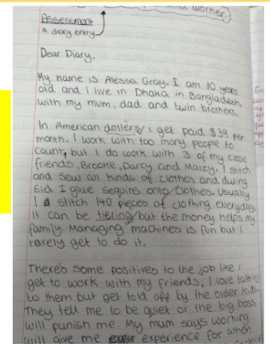 worker.)
Assessment
A diary entry
Dear Diary,
My name is Alessa Gray. I am 10 years
old and I live in Dhaka in Bangladesh
with my mum, dad and twin brothers.
In American dollers I get paid $39 per
month. I work with too many people to
count, but I do work with 3 of my close
friends, Brooke, Darcy and Maizy. I stitch
and sew all kinds of clothes and during
Eid I glue sequins onto clothes. Usually
I stitch 140 pieces of clothing everyday
it can be tiering but the money helps my
family. Managing machines is fun but I
rarely get to do it.
There's some positives to the job like I
get to work with my friends, I love talking
to them but get told off by the older kids
They tell me to be quiet or the big boss
will punish me. My mum says working
will give me experience for when